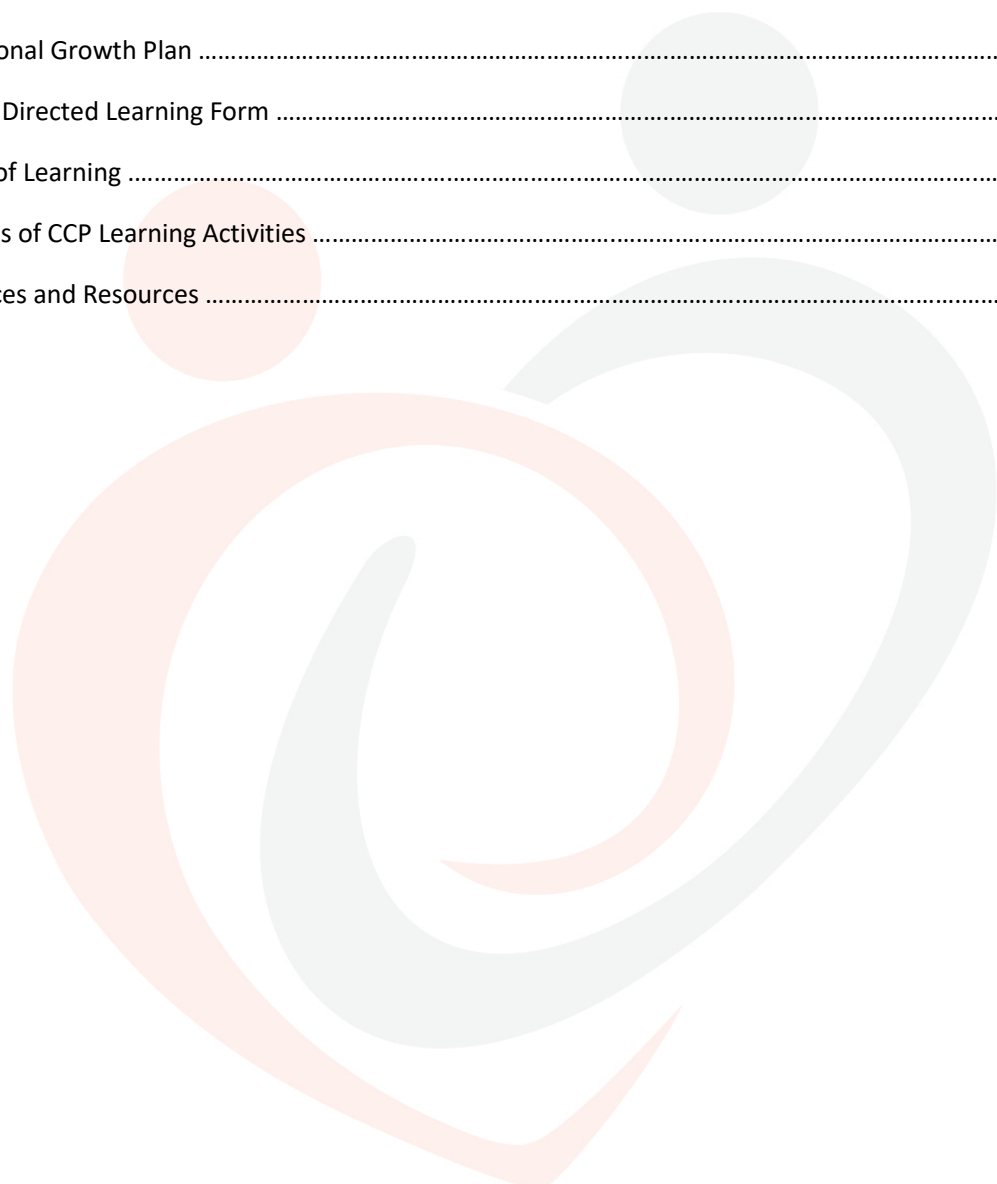 onal Growth Plan ................................................................................................................................
Directed Learning Form ................................................................................................................
of Learning ........................................................................................................................................
s of CCP Learning Activities ..........................................................................................................
ces and Resources ............................................................................................................................